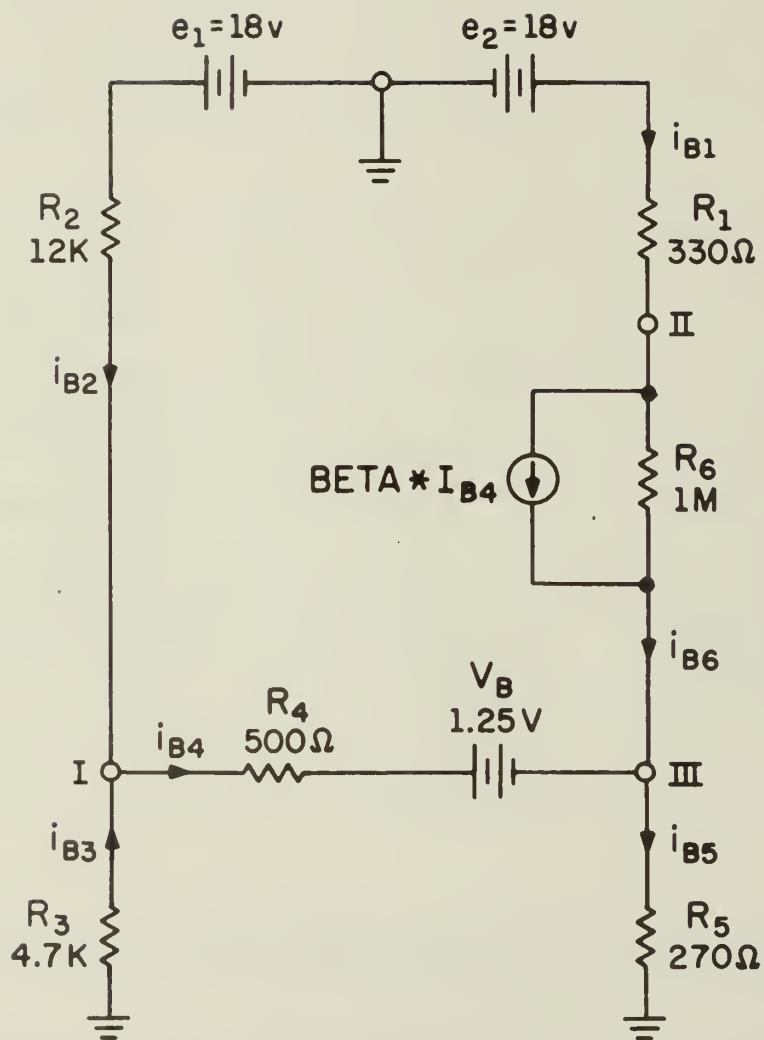 e₁=18v
e₂=18v
iB1
R₂
12K
R₁
330Ω
II
iB2
BETA * IB4
R₆
1M
iB6
VB
1.25V
R₄
500Ω
iB4
I
III
iB3
iB5
R₃
4.7K
R₅
270Ω